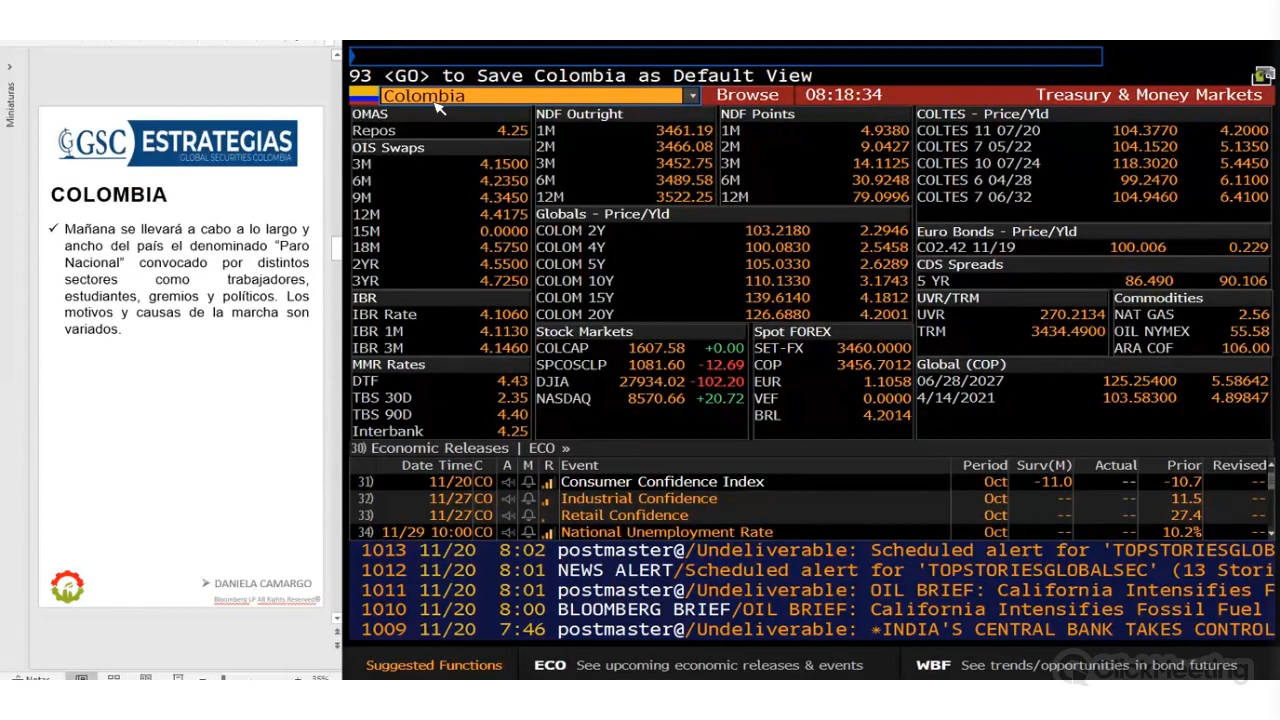 Miniaturas
GSC ESTRATEGIAS
GLOBAL SECURITIES COLOMBIA
COLOMBIA
✓ Mañana se llevará a cabo a lo largo y
ancho del país el denominado “Paro
Nacional” convocado por distintos
sectores como trabajadores,
estudiantes, gremios y políticos. Los
motivos y causas de la marcha son
variados.
➤ DANIELA CAMARGO
Bloomberg LP All Rights Reserved®
Notas
35%
93 <GO> to Save Colombia as Default View
Colombia Browse 08:18:34 Treasury & Money Markets
OMAS
Repos 4.25
OIS Swaps
3M 4.1500
6M 4.2350
9M 4.3450
12M 4.4175
15M 0.0000
18M 4.5750
2YR 4.5500
3YR 4.7250
IBR
IBR Rate 4.1060
IBR 1M 4.1130
IBR 3M 4.1460
MMR Rates
DTF 4.43
TBS 30D 2.35
TBS 90D 4.40
Interbank 4.25
NDF Outright
1M 3461.19
2M 3466.08
3M 3452.75
6M 3489.58
12M 3522.25
NDF Points
1M 4.9380
2M 9.0427
3M 14.1125
6M 30.9248
12M 79.0996
Globals - Price/Yld
COLOM 2Y 103.2180 2.2946
COLOM 4Y 100.0830 2.5458
COLOM 5Y 105.0330 2.6289
COLOM 10Y 110.1330 3.1743
COLOM 15Y 139.6140 4.1812
COLOM 20Y 126.6880 4.2001
Stock Markets
COLCAP 1607.58 +0.00
SPCOSCLP 1081.60 -12.69
DJIA 27934.02 -102.20
NASDAQ 8570.66 +20.72
Spot FOREX
SET-FX 3460.0000
COP 3456.7012
EUR 1.1058
VEF 0.0000
BRL 4.2014
COLTES - Price/Yld
COLTES 11 07/20 104.3770 4.2000
COLTES 7 05/22 104.1520 5.1350
COLTES 10 07/24 118.3020 5.4450
COLTES 6 04/28 99.2470 6.1100
COLTES 7 06/32 104.9460 6.4100
Euro Bonds - Price/Yld
CO2.42 11/19 100.006 0.229
CDS Spreads
5 YR 86.490 90.106
UVR/TRM
UVR 270.2134
TRM 3434.4900
Commodities
NAT GAS 2.56
OIL NYMEX 55.58
ARA COF 106.00
Global (COP)
06/28/2027 125.25400 5.58642
4/14/2021 103.58300 4.89847
30) Economic Releases | ECO »
Date Time C A M R Event Period Surv(M) Actual Prior Revised
31) 11/20 CO Consumer Confidence Index Oct -11.0 -- -10.7 --
32) 11/27 CO Industrial Confidence Oct -- -- 11.5 --
33) 11/27 CO Retail Confidence Oct -- -- 27.4 --
34) 11/29 10:00 CO National Unemployment Rate Oct -- -- 10.2% --
1013 11/20 8:02 postmaster@/Undeliverable: Scheduled alert for 'TOPSTORIESGLOB
1012 11/20 8:01 NEWS ALERT/Scheduled alert for 'TOPSTORIESGLOBALSEC' (13 Stori
1011 11/20 8:01 postmaster@/Undeliverable: OIL BRIEF: California Intensifies F
1010 11/20 8:00 BLOOMBERG BRIEF/OIL BRIEF: California Intensifies Fossil Fuel
1009 11/20 7:46 postmaster@/Undeliverable: *INDIA'S CENTRAL BANK TAKES CONTROL
Suggested Functions ECO See upcoming economic releases & events WBF See trends/opportunities in bond futures
ClickMeeting